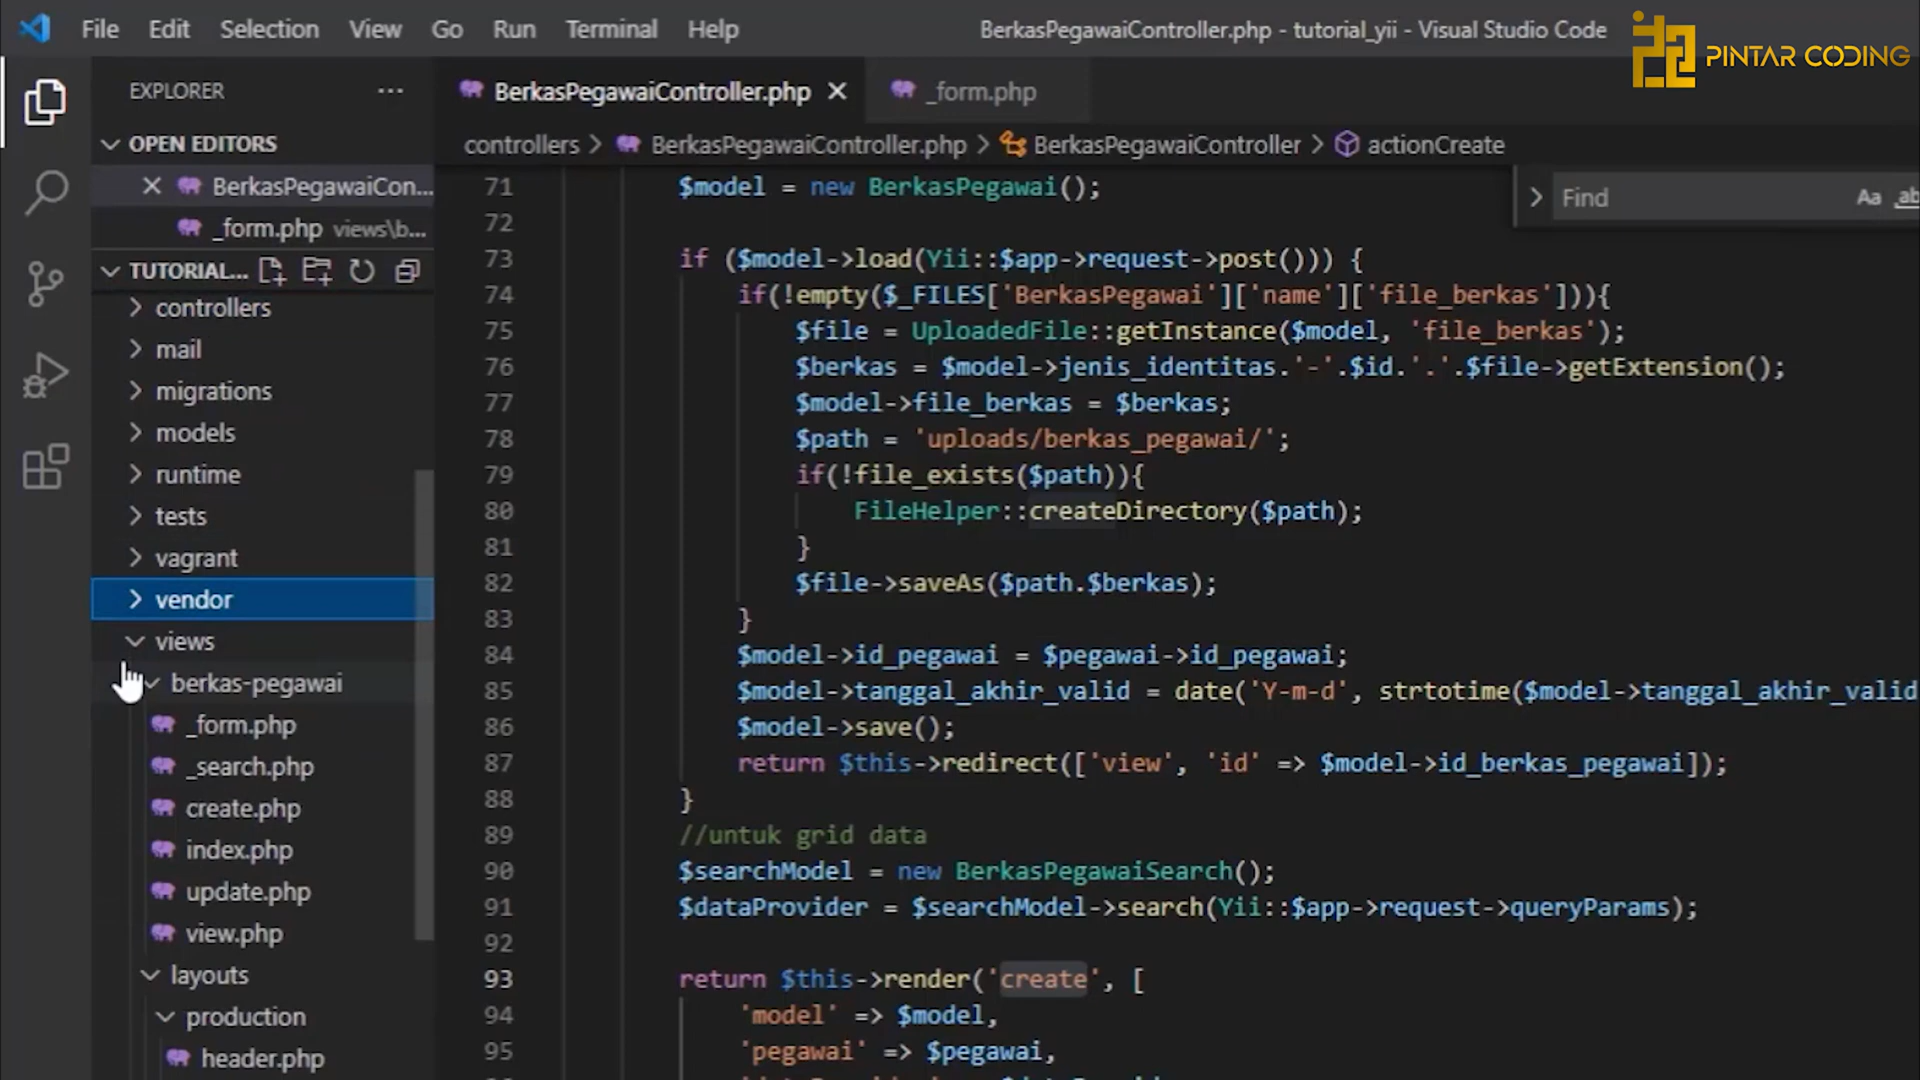 File Edit Selection View Go Run Terminal Help
BerkasPegawaiController.php - tutorial_yii - Visual Studio Code
PINTAR CODING
EXPLORER ...
OPEN EDITORS
BerkasPegawaiCon...
_form.php views\b...
TUTORIAL...
controllers
mail
migrations
models
runtime
tests
vagrant
vendor
views
berkas-pegawai
_form.php
_search.php
create.php
index.php
update.php
view.php
layouts
production
header.php
BerkasPegawaiController.php
_form.php
controllers > BerkasPegawaiController.php > BerkasPegawaiController > actionCreate
Find Aa ab
71 $model = new BerkasPegawai();
72
73 if ($model->load(Yii::$app->request->post())) {
74 if(!empty($_FILES['BerkasPegawai']['name']['file_berkas'])){
75 $file = UploadedFile::getInstance($model, 'file_berkas');
76 $berkas = $model->jenis_identitas.'-'.$id.'.'.$file->getExtension();
77 $model->file_berkas = $berkas;
78 $path = 'uploads/berkas_pegawai/';
79 if(!file_exists($path)){
80 FileHelper::createDirectory($path);
81 }
82 $file->saveAs($path.$berkas);
83 }
84 $model->id_pegawai = $pegawai->id_pegawai;
85 $model->tanggal_akhir_valid = date('Y-m-d', strtotime($model->tanggal_akhir_valid
86 $model->save();
87 return $this->redirect(['view', 'id' => $model->id_berkas_pegawai]);
88 }
89 //untuk grid data
90 $searchModel = new BerkasPegawaiSearch();
91 $dataProvider = $searchModel->search(Yii::$app->request->queryParams);
92
93 return $this->render('create', [
94 'model' => $model,
95 'pegawai' => $pegawai,